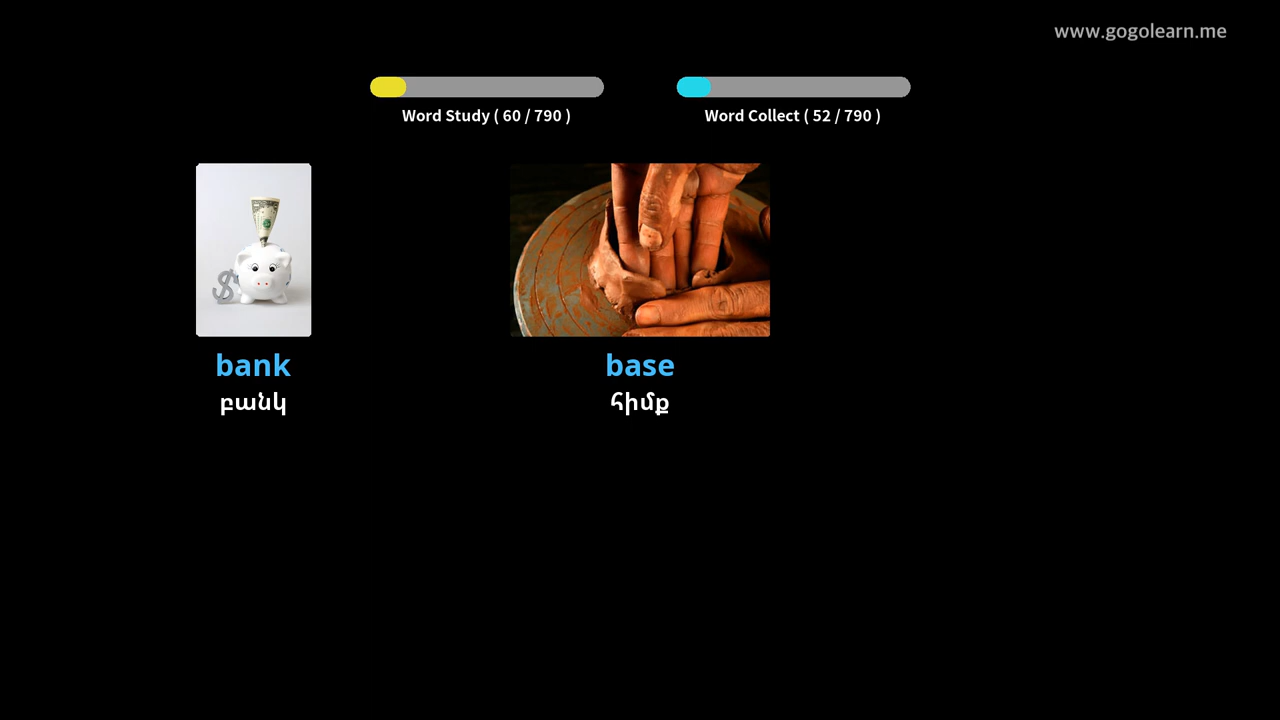 www.gogolearn.me
Word Study ( 60 / 790 )
Word Collect ( 52 / 790 )
bank
բանկ
base
հիմք